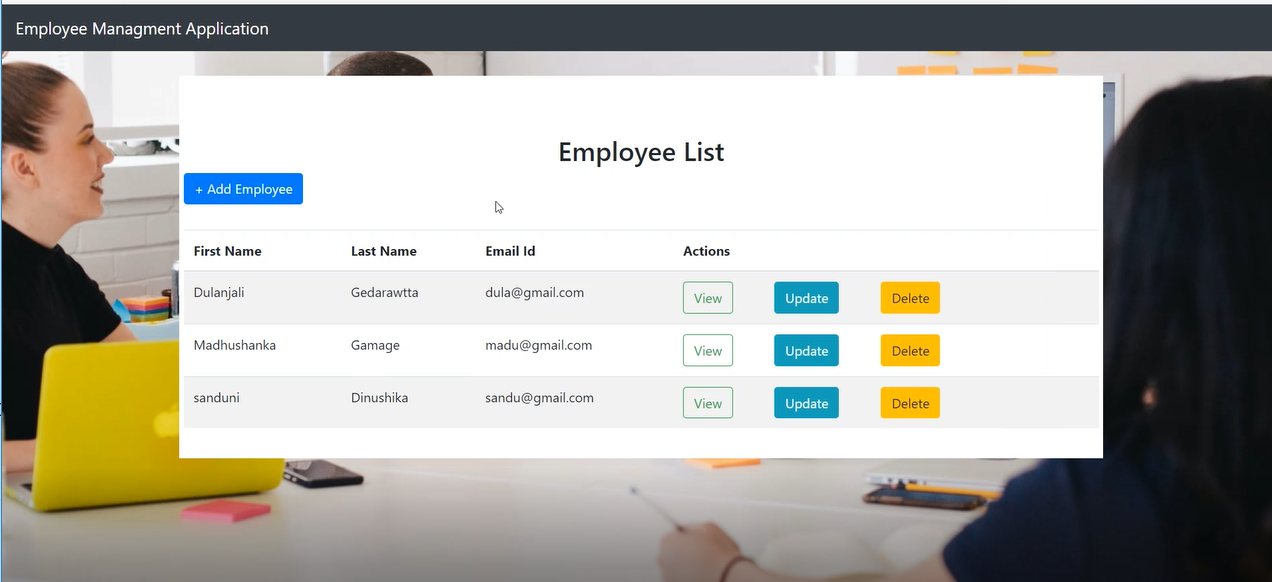 Employee Managment Application
Employee List
+ Add Employee
First Name Last Name Email Id Actions
Dulanjali Gedarawtta dula@gmail.com View Update Delete
Madhushanka Gamage madu@gmail.com View Update Delete
sanduni Dinushika sandu@gmail.com View Update Delete